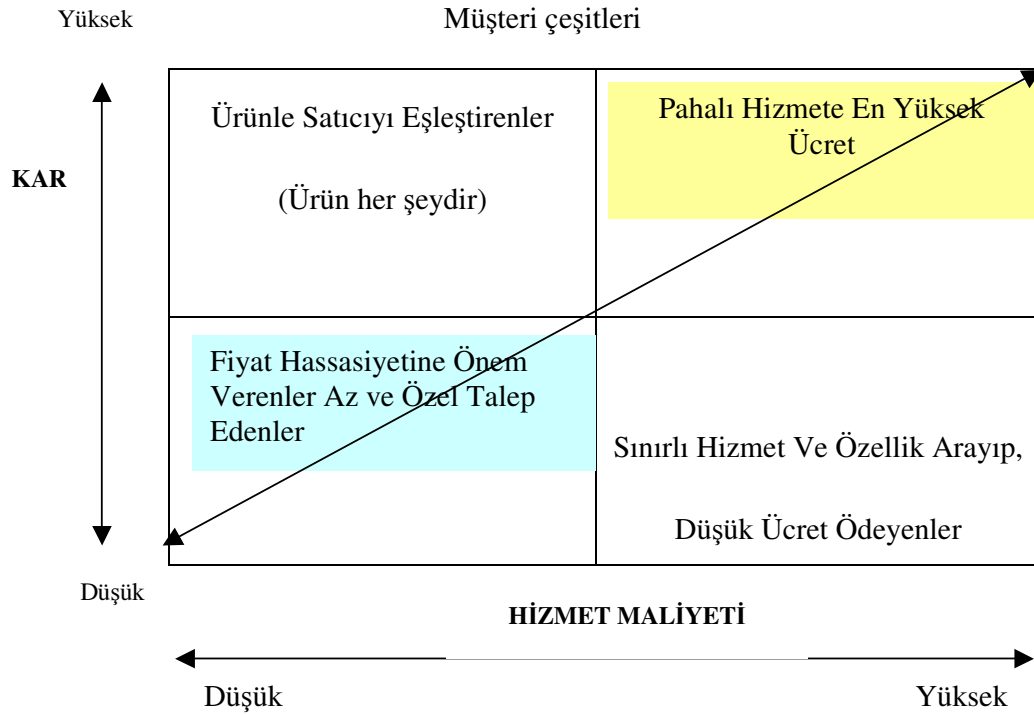 Yüksek
Müşteri çeşitleri
Ürünle Satıcıyı Eşleştirenler
(Ürün her şeydir)
Pahalı Hizmete En Yüksek
Ücret
KAR
Fiyat Hassasiyetine Önem
Verenler Az ve Özel Talep
Edenler
Sınırlı Hizmet Ve Özellik Arayıp,
Düşük Ücret Ödeyenler
Düşük
HİZMET MALİYETİ
Düşük
Yüksek